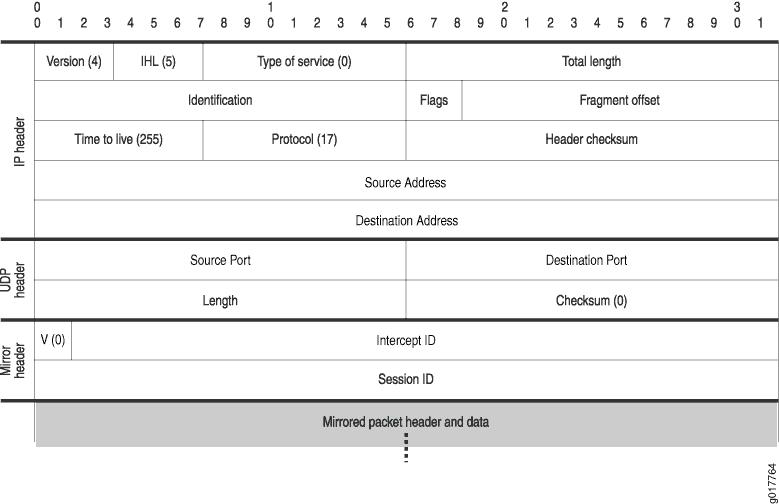 0 1 2 3
0 1 2 3 4 5 6 7 8 9 0 1 2 3 4 5 6 7 8 9 0 1 2 3 4 5 6 7 8 9 0 1
IP header
Version (4) IHL (5) Type of service (0) Total length
Identification Flags Fragment offset
Time to live (255) Protocol (17) Header checksum
Source Address
Destination Address
UDP
header
Source Port Destination Port
Length Checksum (0)
Mirror
header
V (0) Intercept ID
Session ID
Mirrored packet header and data
g017764